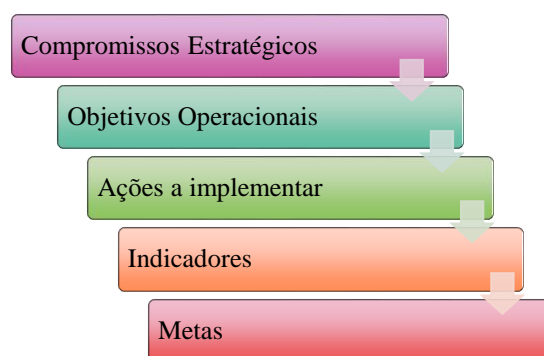 Compromissos Estratégicos
Objetivos Operacionais
Ações a implementar
Indicadores
Metas